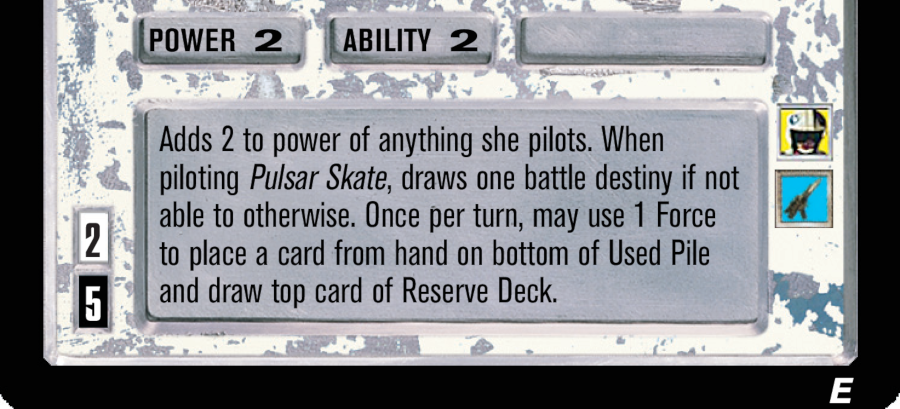 POWER 2 ABILITY 2
Adds 2 to power of anything she pilots. When
piloting Pulsar Skate, draws one battle destiny if not
able to otherwise. Once per turn, may use 1 Force
to place a card from hand on bottom of Used Pile
and draw top card of Reserve Deck.
2
5
E